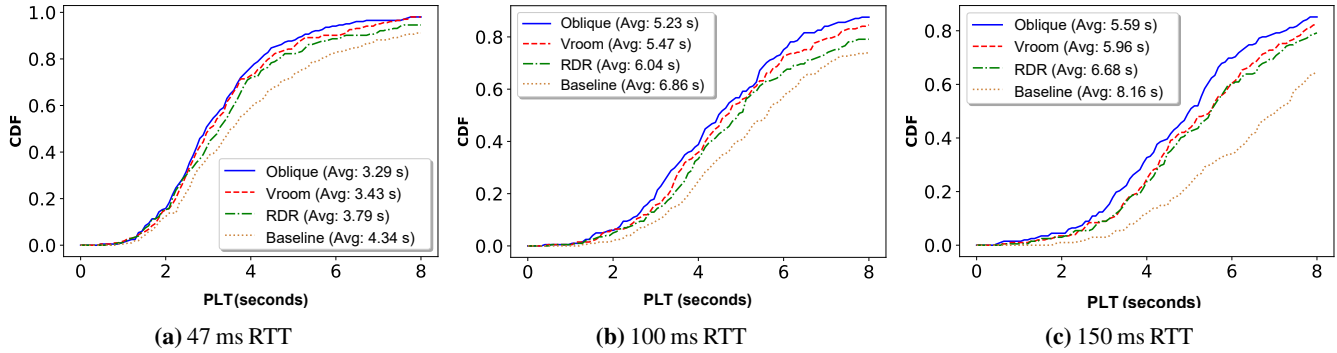 1.0
0.8
0.6
0.4
0.2
0.0
CDF
Oblique (Avg: 3.29 s)
Vroom (Avg: 3.43 s)
RDR (Avg: 3.79 s)
Baseline (Avg: 4.34 s)
0 2 4 6 8
PLT(seconds)
(a) 47 ms RTT
0.8
0.6
0.4
0.2
0.0
CDF
Oblique (Avg: 5.23 s)
Vroom (Avg: 5.47 s)
RDR (Avg: 6.04 s)
Baseline (Avg: 6.86 s)
0 2 4 6 8
PLT (seconds)
(b) 100 ms RTT
0.8
0.6
0.4
0.2
0.0
CDF
Oblique (Avg: 5.59 s)
Vroom (Avg: 5.96 s)
RDR (Avg: 6.68 s)
Baseline (Avg: 8.16 s)
0 2 4 6 8
PLT (seconds)
(c) 150 ms RTT